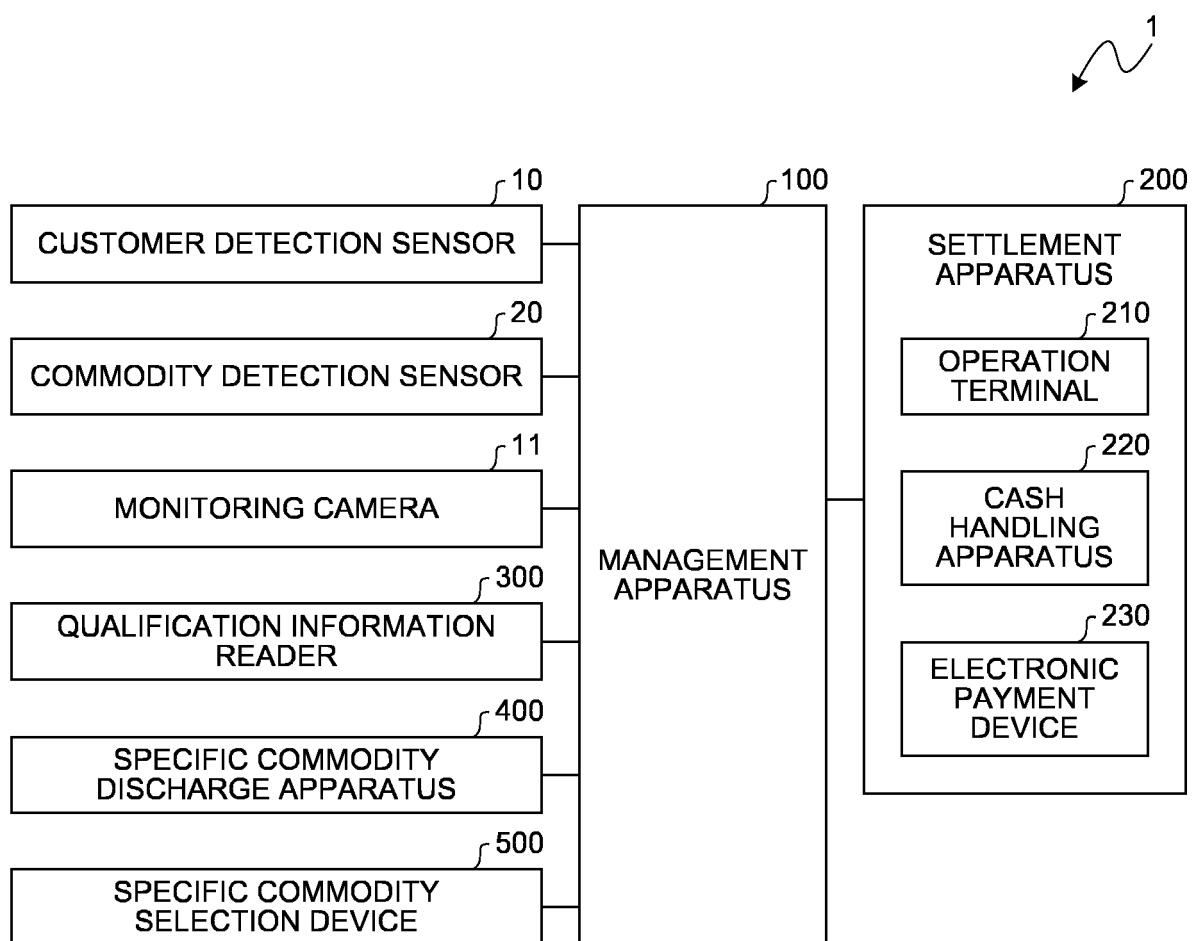 1
10
CUSTOMER DETECTION SENSOR
20
COMMODITY DETECTION SENSOR
11
MONITORING CAMERA
300
QUALIFICATION INFORMATION
READER
400
SPECIFIC COMMODITY
DISCHARGE APPARATUS
500
SPECIFIC COMMODITY
SELECTION DEVICE
100
MANAGEMENT
APPARATUS
200
SETTLEMENT
APPARATUS
210
OPERATION
TERMINAL
220
CASH
HANDLING
APPARATUS
230
ELECTRONIC
PAYMENT
DEVICE